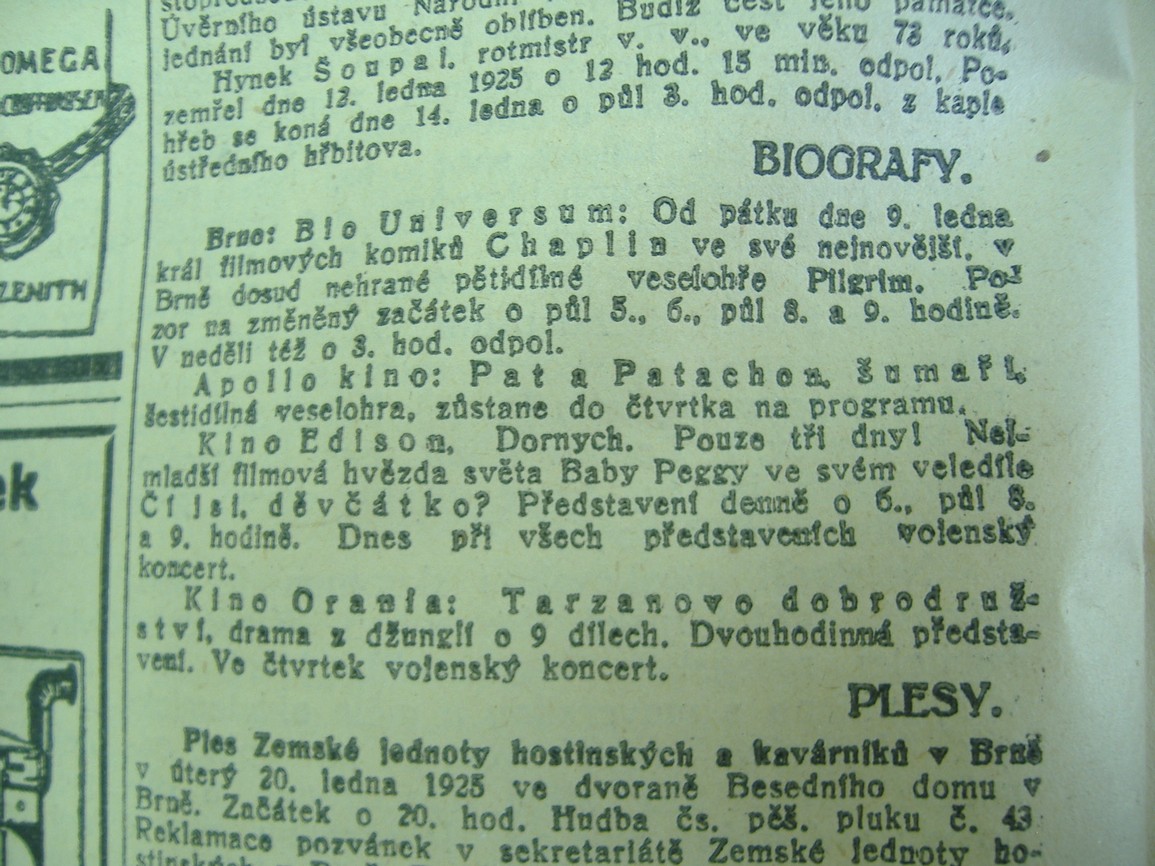 OMEGA
ZENITH
ek
Úvěrního ústavu Národní
jednání byl všeobecně oblíben. Budiž čest jeho památce.
Hynek Šoupal, rotmistr v. v., ve věku 73 roků,
zemřel dne 12. ledna 1925 o 12 hod. 15 min. odpol. Po-
hřeb se koná dne 14. ledna o půl 3. hod. odpol. z kaple
ústředního hřbitova.
BIOGRAFY.
Brno: Bio Universum: Od pátku dne 9. ledna
král filmových komiků Chaplin ve své nejnovější, v
Brně dosud nehrané pětidílné veselohře Pilgrim. Po-
zor na změněný začátek o půl 5., 6., půl 8. a 9. hodině.
V neděli též o 3. hod. odpol.
Apollo kino: Pat a Patachon, šumaři,
šestidílná veselohra, zůstane do čtvrtka na programu.
Kino Edison, Dornych. Pouze tři dny! Nej-
mladší filmová hvězda světa Baby Peggy ve svém veledíle
Čí jsi, děvčátko? Představení denně o 6., půl 8.
a 9. hodině. Dnes při všech představeních vojenský
koncert.
Kino Orania: Tarzanovo dobrodruž-
ství, drama z džunglí o 9 dílech. Dvouhodinná předsta-
vení. Ve čtvrtek vojenský koncert.
PLESY.
Ples Zemské jednoty hostinských a kavárníků v Brně
v úterý 20. ledna 1925 ve dvoraně Besedního domu v
Brně. Začátek o 20. hod. Hudba čs. pěš. pluku č. 43
Reklamace pozvánek v sekretariátě Zemské jednoty ho-
stinských